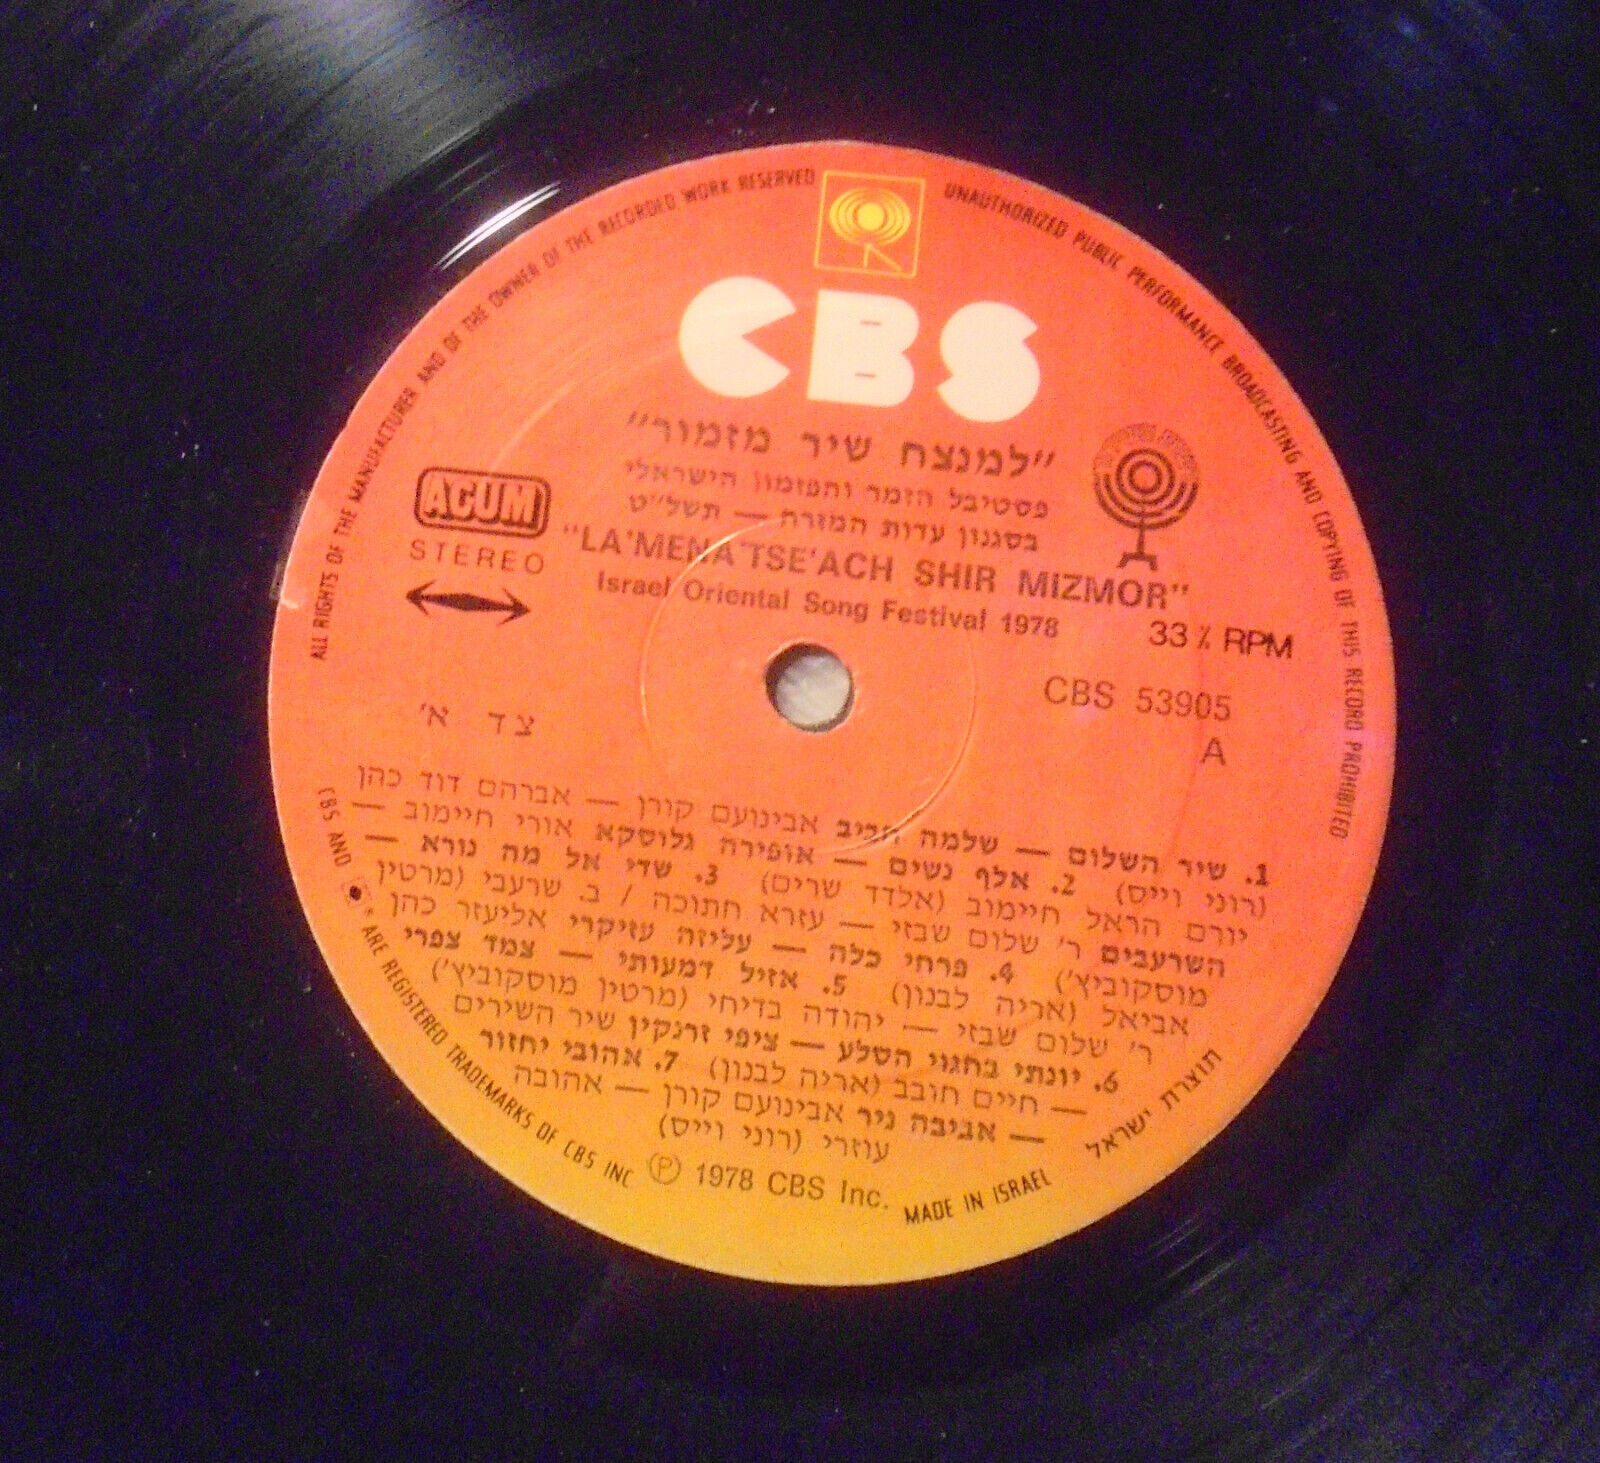 ALL RIGHTS OF THE MANUFACTURER AND OF THE OWNER OF THE RECORDED WORK RESERVED
UNAUTHORIZED PUBLIC PERFORMANCE BROADCASTING AND COPYING OF THIS RECORD PROHIBITED
CBS
"למנצח שיר מזמור"
פסטיבל הזמר והפזמון הישראלי
בסגנון עדות המזרח — תשל"ט
"LA'MENA'TSE'ACH SHIR MIZMOR"
Israel Oriental Song Festival 1978
ACUM
STEREO
33⅓ RPM
CBS 53905
A
צד א'
1. שיר השלום — שלמה חביב אבינועם קורן — אברהם דוד כהן
(רוני וייס) 2. אלף נשים — אופירה גלוסקא אורי חיימוב —
יורם הראל חיימוב (אלדד שרים) 3. שדי אל מה נורא —
השרעבים ר' שלום שבזי — עזרא חתוכה / ב. שרעבי (מרטין
מוסקוביץ') 4. פרחי כלה — עליזה עזיקרי אליעזר כהן
אביאל (אריה לבנון) 5. אזיל דמעותי — צמד צפרי
ר' שלום שבזי — יהודה בדיחי (מרטין מוסקוביץ')
6. יונתי בחגוי הסלע — ציפי זרנקין שיר השירים
— חיים חובב (אריה לבנון) 7. אהובי יחזור
— אביבה ניר אבינועם קורן — אהובה
עוזרי (רוני וייס)
℗ 1978 CBS Inc.
CBS AND ARE REGISTERED TRADEMARKS OF CBS INC
MADE IN ISRAEL
תוצרת ישראל